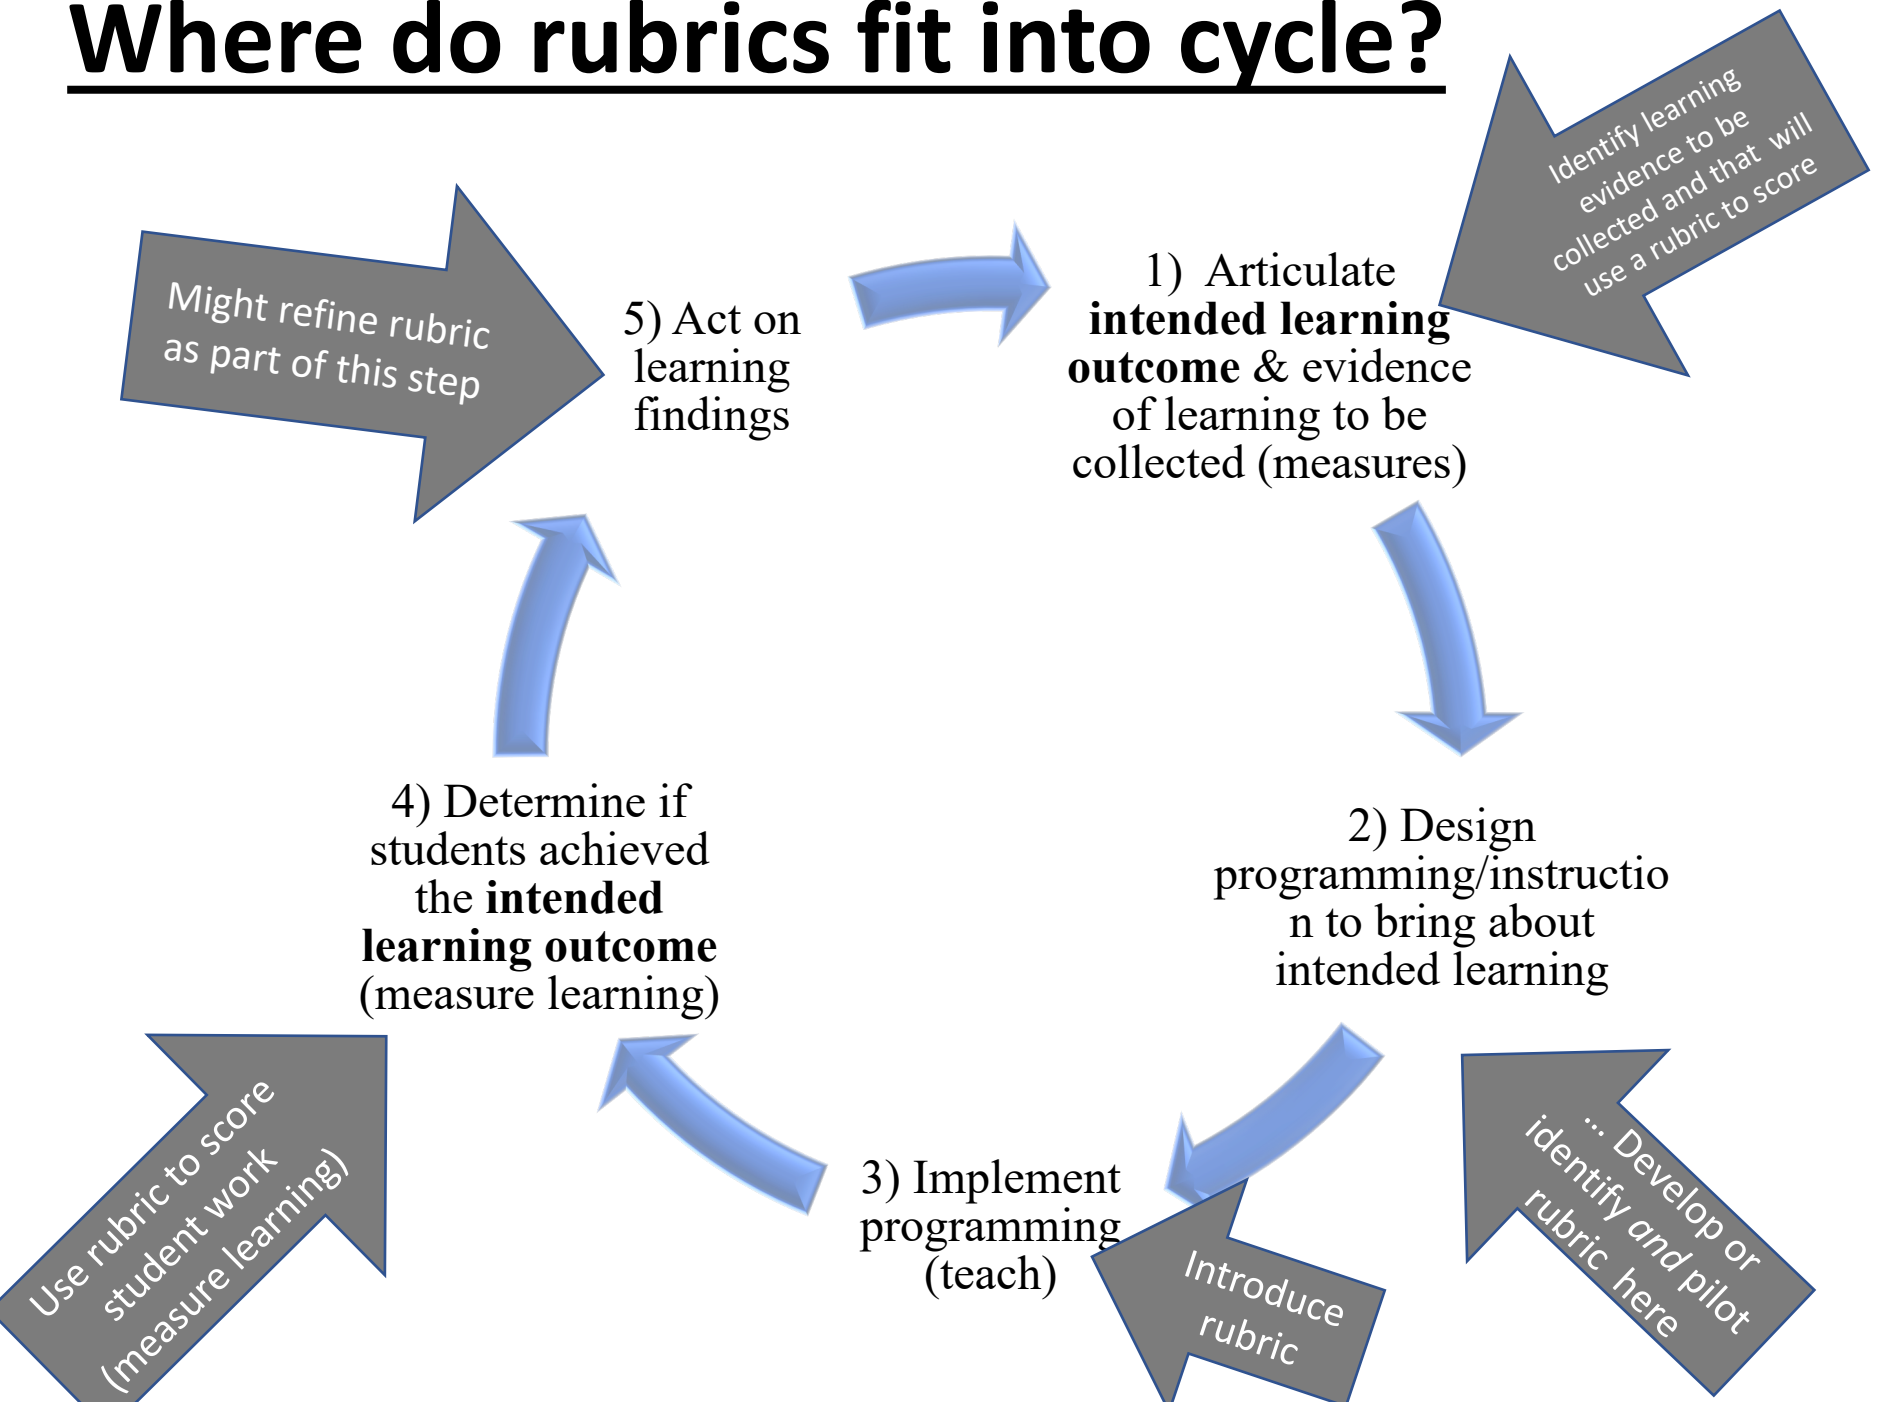 Where do rubrics fit into cycle?
Identify learning
evidence to be
collected and that will
use a rubric to score
1) Articulate
intended learning
outcome & evidence
of learning to be
collected (measures)
2) Design
programming/instructio
n to bring about
intended learning
... Develop or
identify and pilot
rubric here
3) Implement
programming
(teach)
Introduce
rubric
4) Determine if
students achieved
the intended
learning outcome
(measure learning)
Use rubric to score
student work
(measure learning)
5) Act on
learning
findings
Might refine rubric
as part of this step